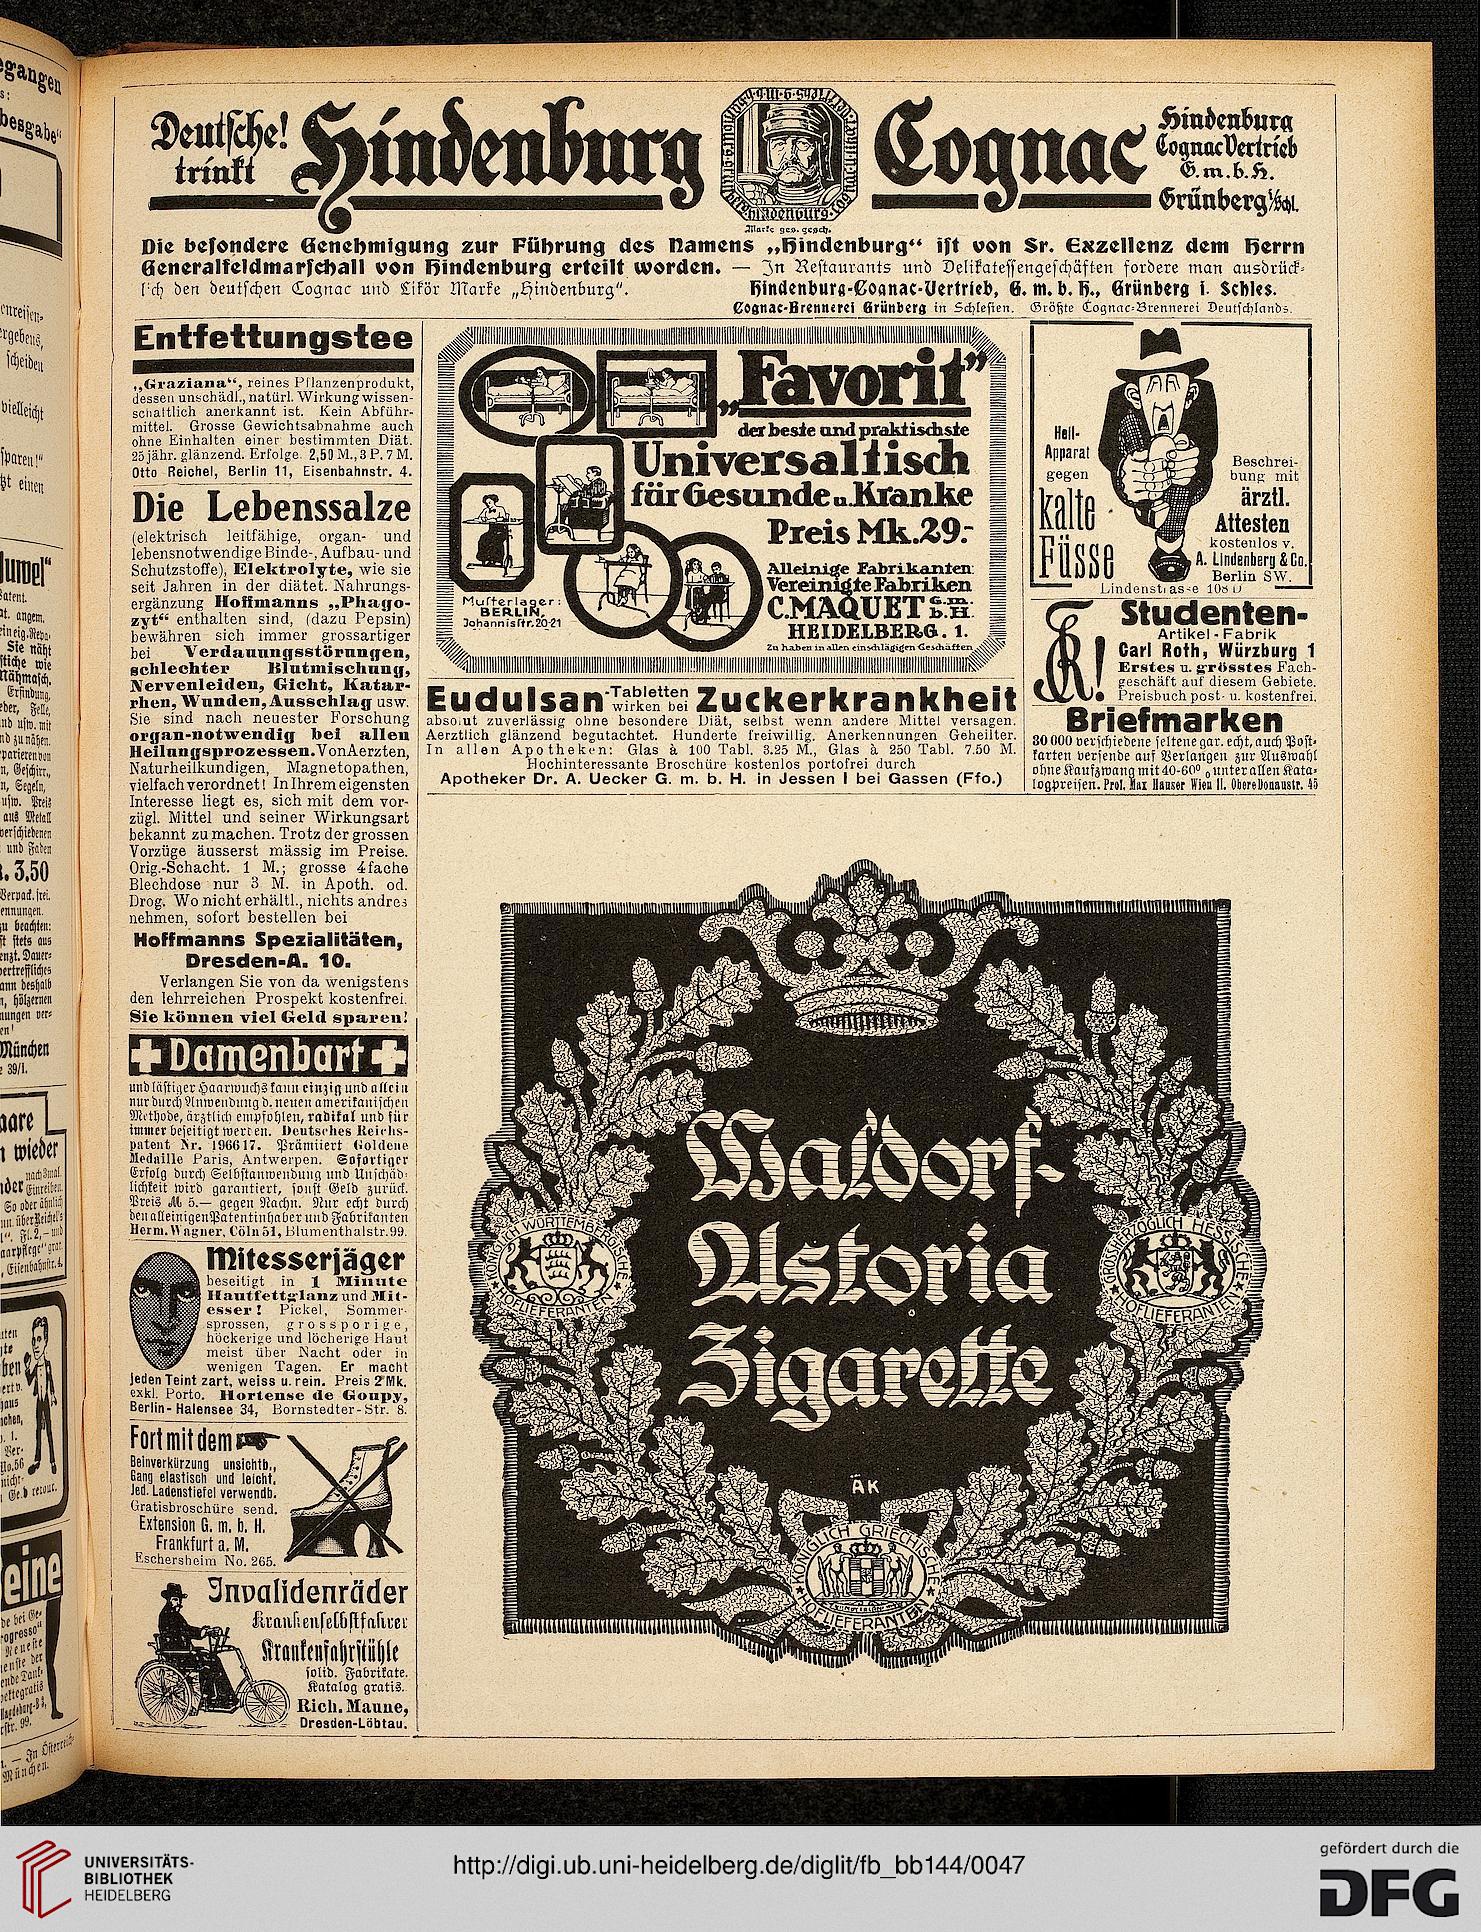 Deutsche!
trinkt
Hindenburg
Cognac
Hindenburg
Cognac Vertrieb
G.m.b.H.
Grünberg i/Schl.
Marke ges. gesch.
Die besondere Genehmigung zur Führung des Namens „Hindenburg“ ist von Sr. Exzellenz dem Herrn
Generalfeldmarschall von Hindenburg erteilt worden. — In Restaurants und Delikatessengeschäften fordere man ausdrück-
lich den deutschen Cognac und Likör Marke „Hindenburg“. Hindenburg-Cognac-Vertrieb, G. m. b. H., Grünberg i. Schles.
Cognac-Brennerei Grünberg in Schlesien. Größte Cognac-Brennerei Deutschlands.
Entfettungstee
„Graziana“, reines Pflanzenprodukt,
dessen unschädl., natürl. Wirkung wissen-
schaftlich anerkannt ist. Kein Abführ-
mittel. Grosse Gewichtsabnahme auch
ohne Einhalten einer bestimmten Diät.
25jähr. glänzend. Erfolge. 2,50 M., 3 P. 7 M.
Otto Reichel, Berlin 11, Eisenbahnstr. 4.
Die Lebenssalze
(elektrisch leitfähige, organ- und
lebensnotwendige Binde-, Aufbau- und
Schutzstoffe), Elektrolyte, wie sie
seit Jahren in der diätet. Nahrungs-
ergänzung Hoffmanns „Phago-
zyt“ enthalten sind, (dazu Pepsin)
bewähren sich immer grossartiger
bei Verdauungsstörungen,
schlechter Blutmischung,
Nervenleiden, Gicht, Katar-
rhen, Wunden, Ausschlag usw.
Sie sind nach neuester Forschung
organ-notwendig bei allen
Heilungsprozessen. Von Aerzten,
Naturheilkundigen, Magnetopathen,
vielfach verordnet! In Ihrem eigensten
Interesse liegt es, sich mit dem vor-
zügl. Mittel und seiner Wirkungsart
bekannt zu machen. Trotz der grossen
Vorzüge äusserst mässig im Preise.
Orig.-Schacht. 1 M.; grosse 4fache
Blechdose nur 3 M. in Apoth. od.
Drog. Wo nicht erhältl., nichts andres
nehmen, sofort bestellen bei
Hoffmanns Spezialitäten,
Dresden-A. 10.
Verlangen Sie von da wenigstens
den lehrreichen Prospekt kostenfrei.
Sie können viel Geld sparen!
Damenbart
und lästiger Haarwuchs kann einzig und allein
nur durch Anwendung d. neuen amerikanischen
Methode, ärztlich empfohlen, radikal und für
immer beseitigt werden. Deutsches Reichs-
patent Nr. 196617. Prämiiert Goldene
Medaille Paris, Antwerpen. Sofortiger
Erfolg durch Selbstanwendung und Unschäd-
lichkeit wird garantiert, sonst Geld zurück.
Preis M 5.— gegen Nachn. Nur echt durch
den alleinigen Patentinhaber und Fabrikanten
Herm. Wagner, Cöln 51, Blumenthalstr. 99.
Mitesserjäger
beseitigt in 1 Minute
Hautfettglanz und Mit-
esser! Pickel, Sommer-
sprossen, grossporige,
höckerige und löcherige Haut
meist über Nacht oder in
wenigen Tagen. Er macht
jeden Teint zart, weiss u. rein. Preis 2 Mk.
exkl. Porto. Hortense de Goupy,
Berlin-Halensee 34, Bornstedter-Str. 8.
Fort mit dem
Beinverkürzung unsichtb.,
Gang elastisch und leicht.
Jed. Ladenstiefel verwendb.
Gratisbroschüre send.
Extension G. m. b. H.
Frankfurt a. M.
Eschersheim No. 265.
Invalidenräder
Krankenselbstfahrer
Krankenfahrstühle
solid. Fabrikate.
Katalog gratis.
Rich. Maune,
Dresden-Löbtau.
„Favorit“
der beste und praktischste
Universaltisch
für Gesunde u. Kranke
Preis Mk. 29.-
Alleinige Fabrikanten:
Vereinigte Fabriken
C. MAQUET G.m. b.H.
HEIDELBERG. 1.
Zu haben in allen einschlägigen Geschäften
Musterlager:
BERLIN,
Johannisstr. 20-21
Eudulsan-Tabletten wirken bei Zuckerkrankheit
absolut zuverlässig ohne besondere Diät, selbst wenn andere Mittel versagen.
Aerztlich glänzend begutachtet. Hunderte freiwillig. Anerkennungen Geheilter.
In allen Apotheken: Glas à 100 Tabl. 3.25 M., Glas à 250 Tabl. 7.50 M.
Hochinteressante Broschüre kostenlos portofrei durch
Apotheker Dr. A. Uecker G. m. b. H. in Jessen I bei Gassen (Ffo.)
Heil-
Apparat
gegen
kalte
Füsse
Beschrei-
bung mit
ärztl.
Attesten
kostenlos v.
A. Lindenberg & Co.
Berlin SW.
Lindenstrasse 108 D
Studenten-
Artikel-Fabrik
Carl Roth, Würzburg 1
Erstes u. grösstes Fach-
geschäft auf diesem Gebiete.
Preisbuch post- u. kostenfrei.
Briefmarken
30 000 verschiedene seltene gar. echt, auch Post-
karten versende auf Verlangen zur Auswahl
ohne Kaufzwang mit 40-60% unter allen Kata-
logpreisen. Prof. Max Hauser Wien II. Obere Donaustr. 45
Waldorf-
Astoria
Zigarette
KÖNIGLICH WÜRTTEMBERGISCHE
HOFLIEFERANTEN
GROSSHERZOGLICH HESSISCHE
HOFLIEFERANTEN
ÄK
KÖNIGLICH GRIECHISCHE
HOFLIEFERANTEN
UNIVERSITÄTS-
BIBLIOTHEK
HEIDELBERG
http://digi.ub.uni-heidelberg.de/diglit/fb_bb144/0047
gefördert durch die
DFG